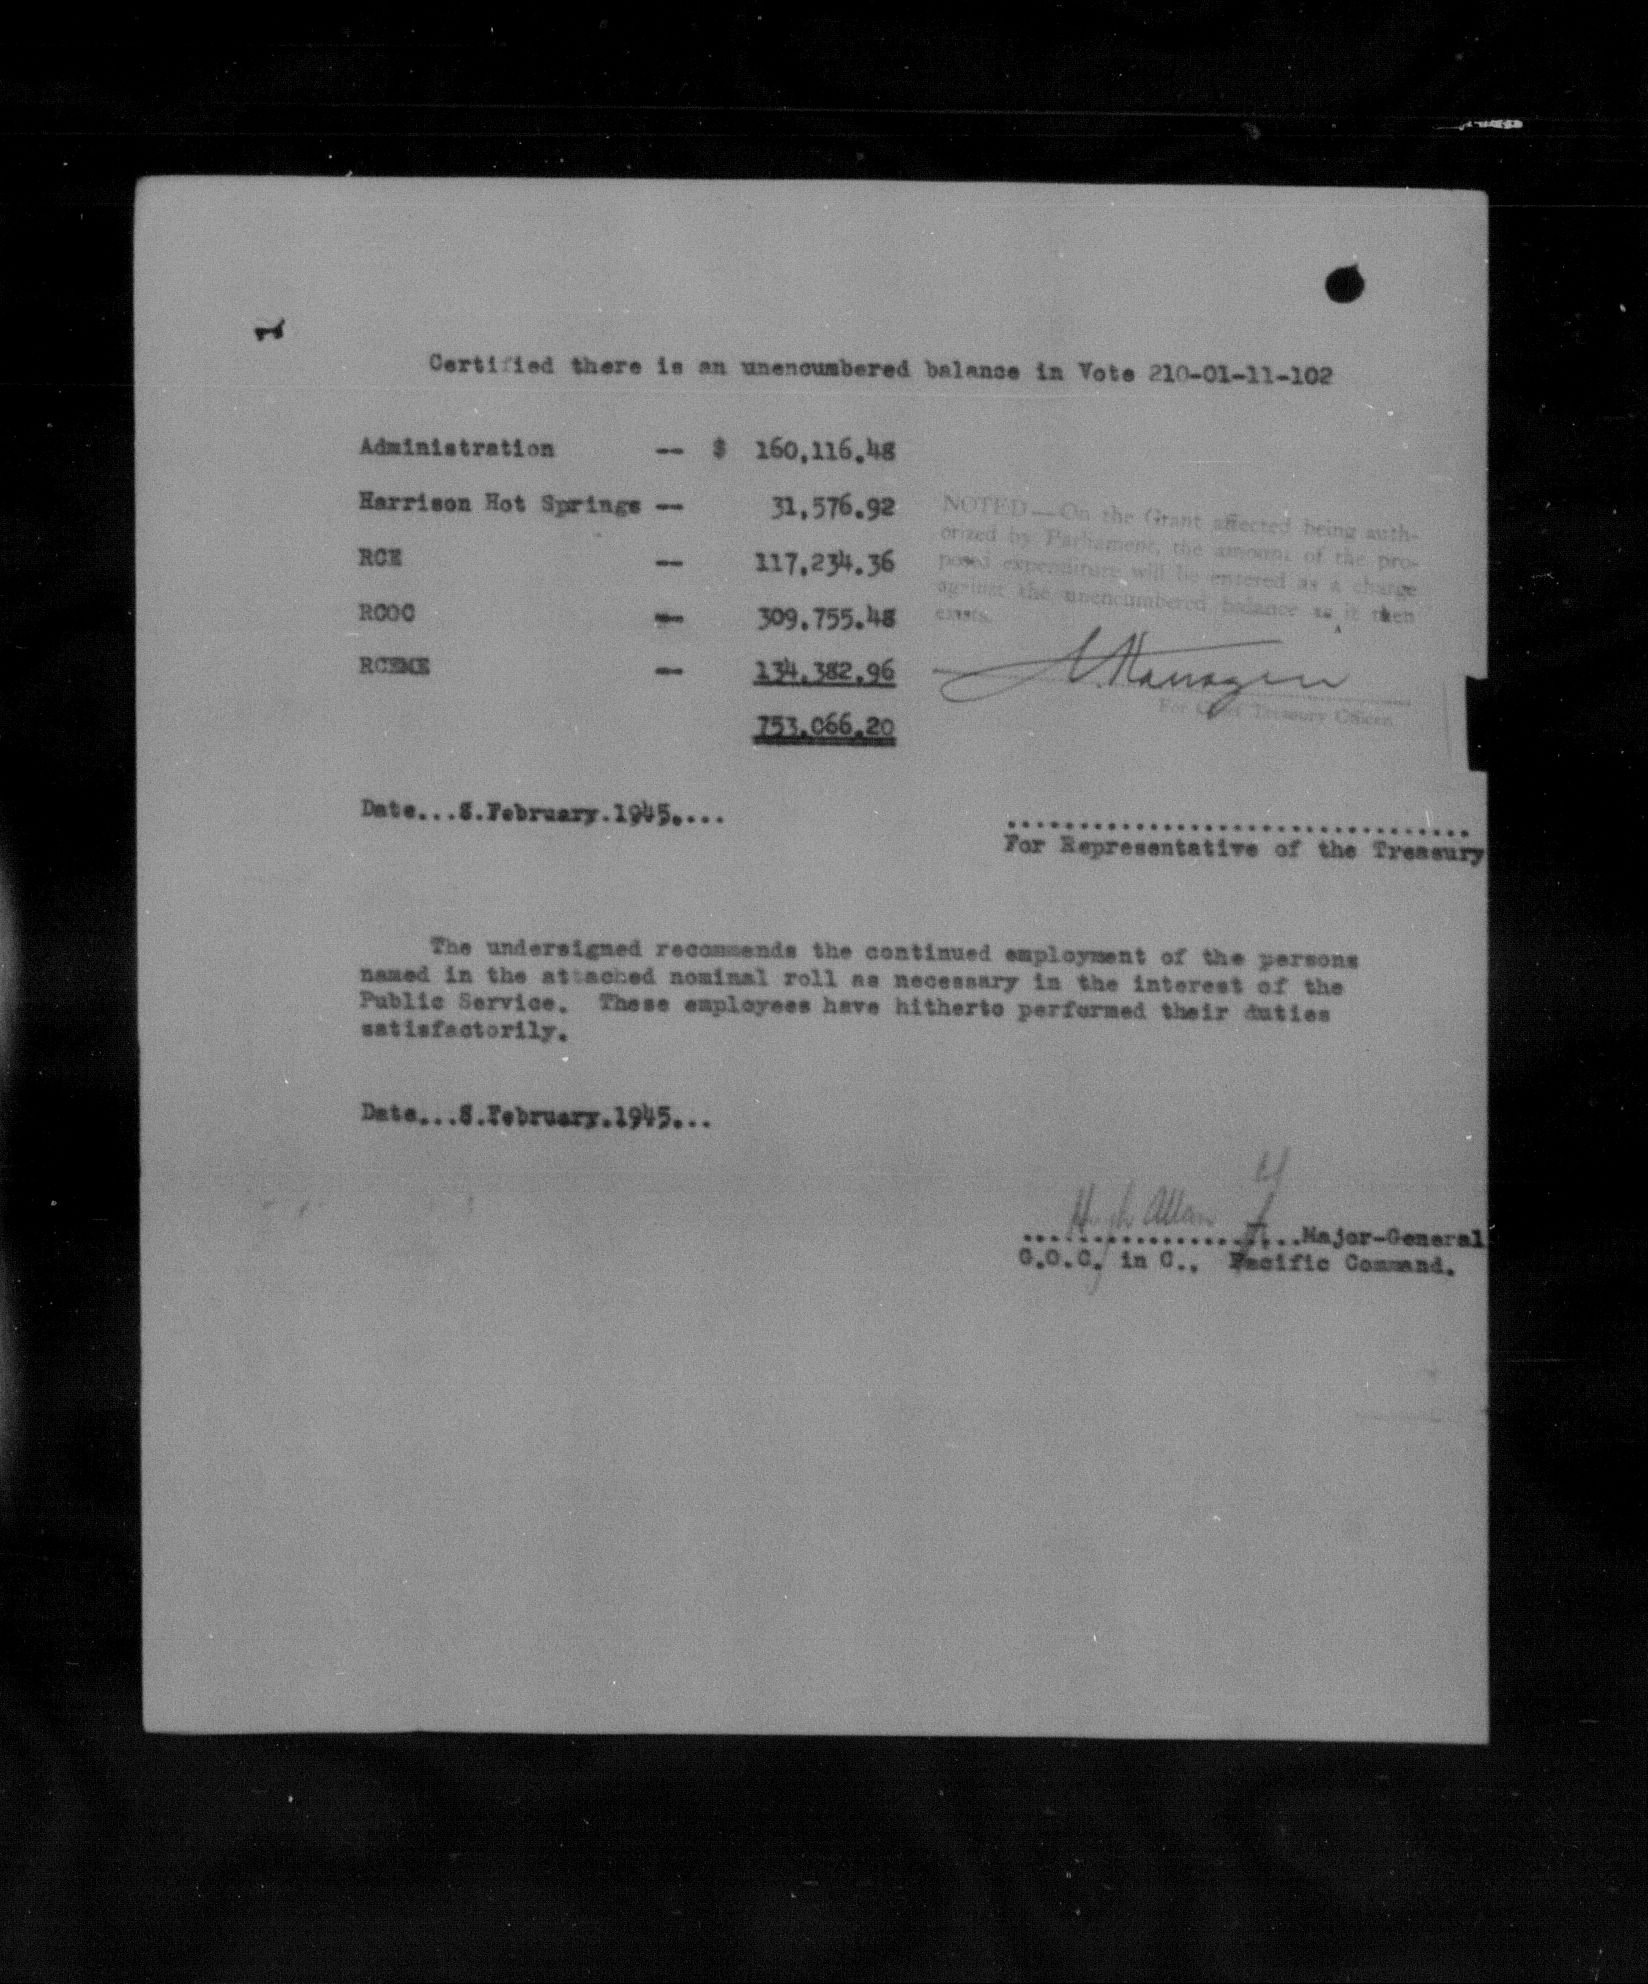 Certified there is an unencumbered balance in Vote 210-01-11-102
Administration -- $ 160,116.48
Harrison Hot Springs -- 31,576.92
RCE -- 117,234.36
RCOC -- 309,755.48
RCEME -- 134,382.96
753,066.20
NOTED—On the Grant affected being auth-
orized by Parliament, the amount of the pro-
posed expenditure will be entered as a charge
against the unencumbered balance as it then
exists.
For Chief Treasury Officer
Date...8.February.1945....
For Representative of the Treasury
The undersigned recommends the continued employment of the persons
named in the attached nominal roll as necessary in the interest of the
Public Service. These employees have hitherto performed their duties
satisfactorily.
Date...8.February.1945...
Hugh Allan
Major-General
G.O.C. in C., Pacific Command.